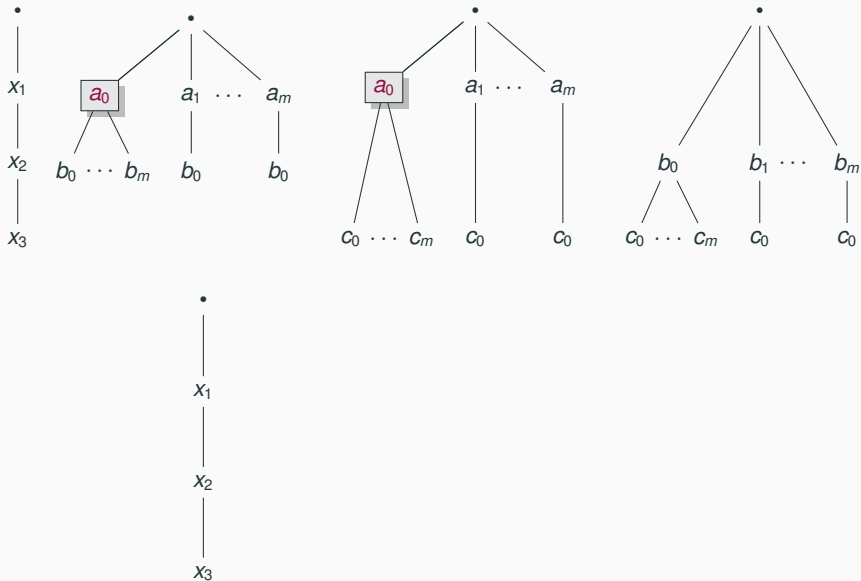 x₁ a₀ a₁ ··· aₘ a₀ a₁ ··· aₘ
x₂ b₀ ··· bₘ b₀ b₀ b₀ b₁ ··· bₘ
x₃ c₀ ··· cₘ c₀ c₀ c₀ ··· cₘ c₀ c₀
x₁
x₂
x₃